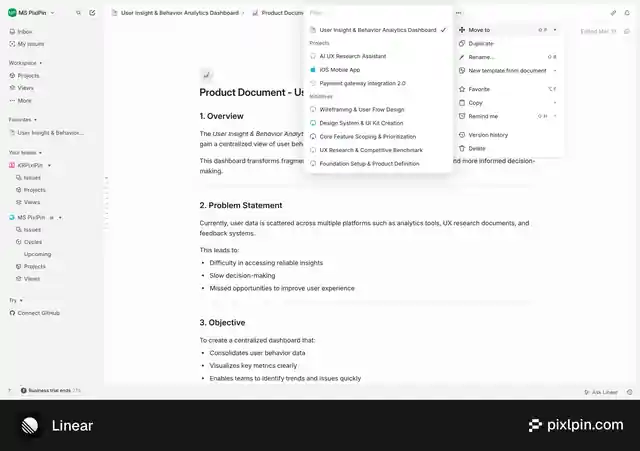 MS PixlPin
Inbox
My issues
Workspace
Projects
Views
More
Favorites
User Insight & Behavior...
Your teams
Issues
Projects
Views
MS PixlPin
Issues
Cycles
Upcoming
Projects
Views
Try
Connect GitHub
?
Business trial ends
User Insight & Behavior Analytics Dashboard
Product Docum
User Insight & Behavior Analytics Dashboard
Projects
AI UX Research Assistant
iOS Mobile App
Payment gateway integration 2.0
Initiatives
Wireframing & User Flow Design
Design System & UI Kit Creation
Core Feature Scoping & Prioritization
UX Research & Competitive Benchmark
Foundation Setup & Product Definition
Move to
Duplicate
Rename...
New template from document
Favorite
Copy
Remind me
Version history
Delete
Product Document - Us
1. Overview
The User Insight & Behavior Analyt
gain a centralized view of user beha
This dashboard transforms fragme and more informed decision-
making.
2. Problem Statement
Currently, user data is scattered across multiple platforms such as analytics tools, UX research documents, and
feedback systems.
This leads to:
• Difficulty in accessing reliable insights
• Slow decision-making
• Missed opportunities to improve user experience
3. Objective
To create a centralized dashboard that:
• Consolidates user behavior data
• Visualizes key metrics clearly
• Enables teams to identify trends and issues quickly
Ask Linear
Linear
pixlpin.com